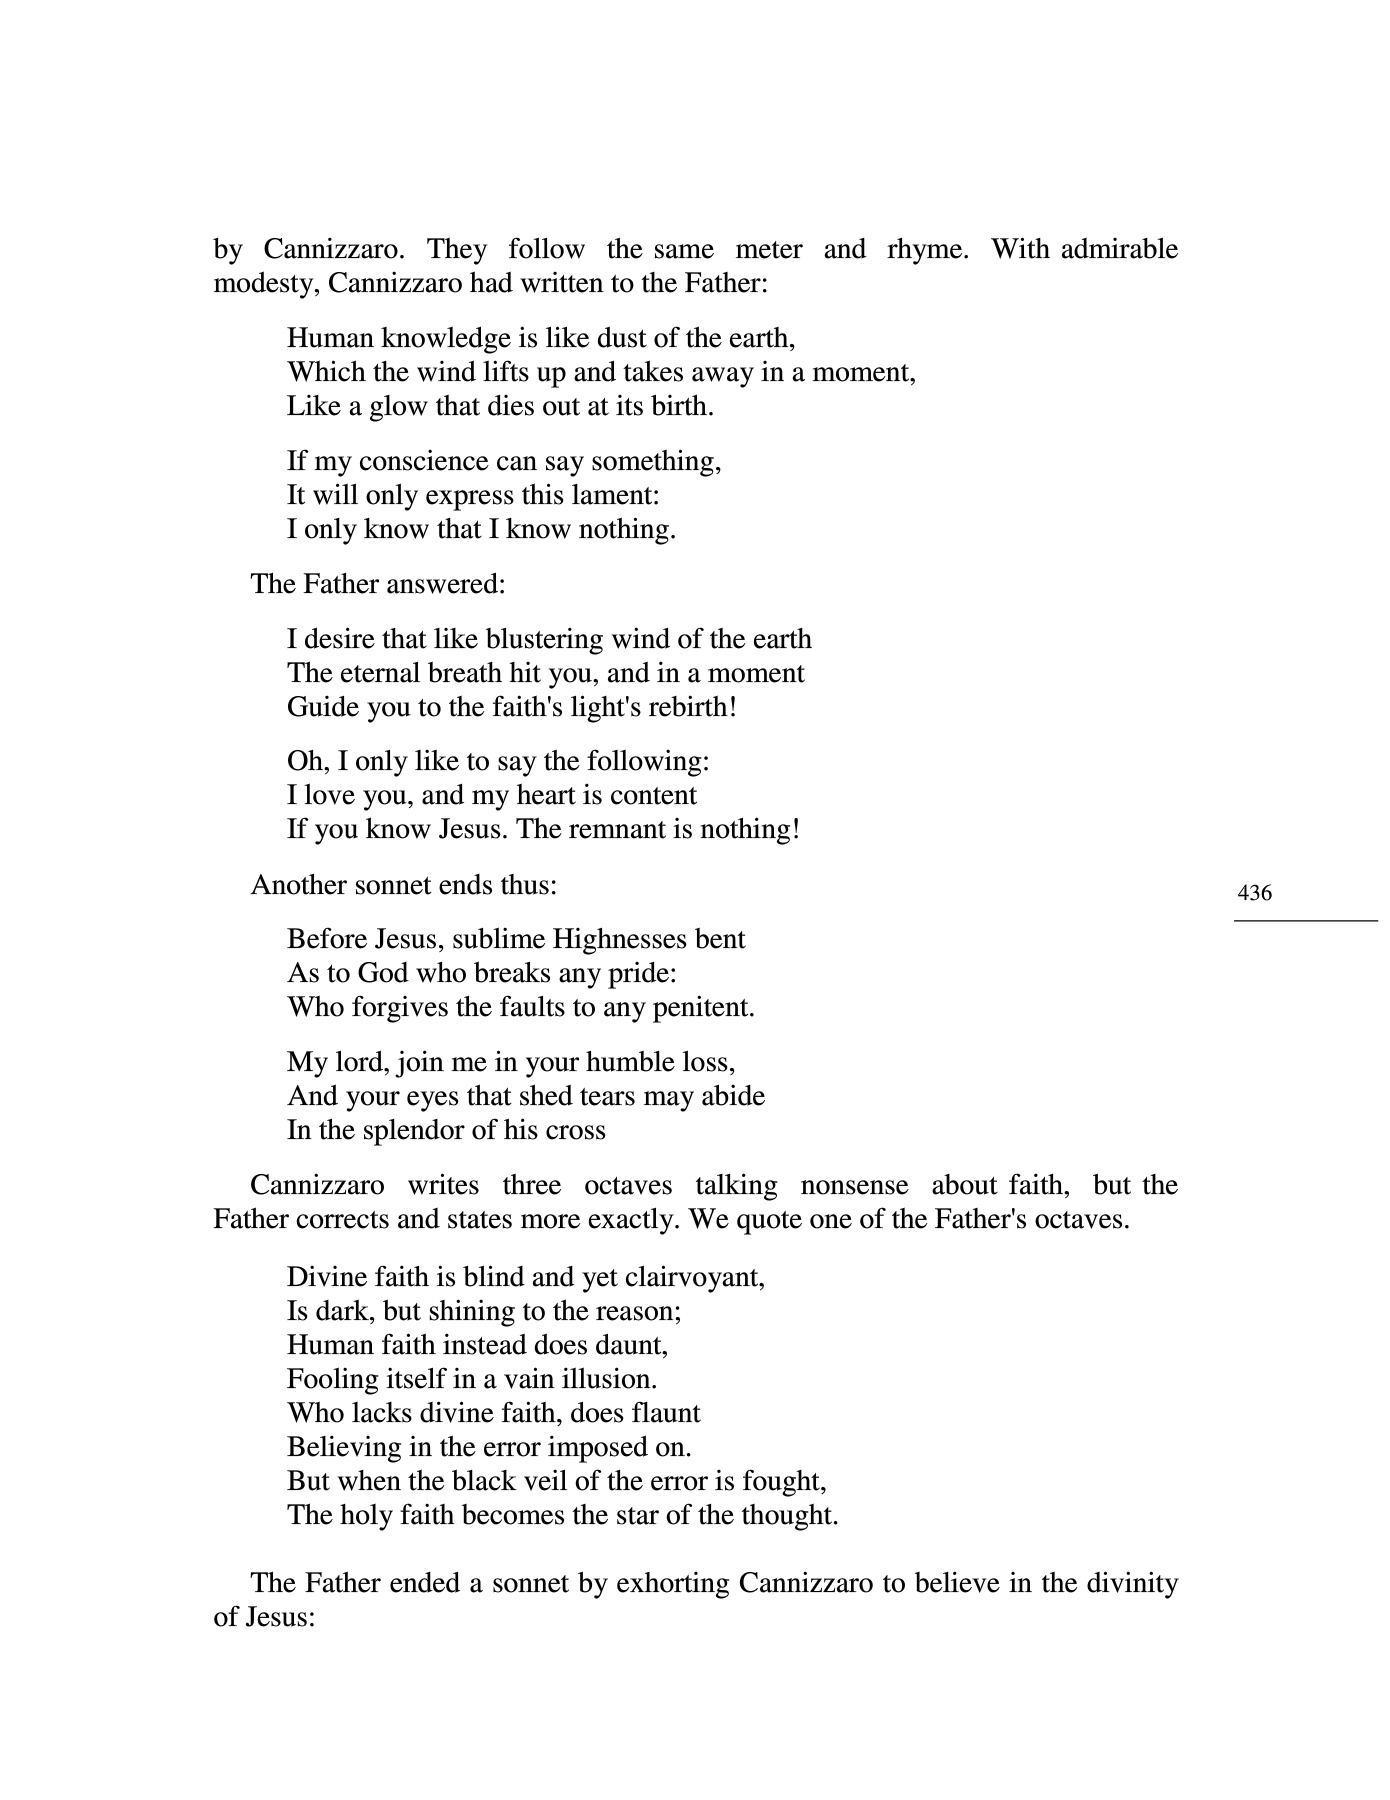 by Cannizzaro. They follow the same meter and rhyme. With admirable
modesty, Cannizzaro had written to the Father:
Human knowledge is like dust of the earth,
Which the wind lifts up and takes away in a moment,
Like a glow that dies out at its birth.
If my conscience can say something,
It will only express this lament:
I only know that I know nothing.
The Father answered:
I desire that like blustering wind of the earth
The eternal breath hit you, and in a moment
Guide you to the faith's light's rebirth!
Oh, I only like to say the following:
I love you, and my heart is content
If you know Jesus. The remnant is nothing!
Another sonnet ends thus:
436
Before Jesus, sublime Highnesses bent
As to God who breaks any pride:
Who forgives the faults to any penitent.
My lord, join me in your humble loss,
And your eyes that shed tears may abide
In the splendor of his cross
Cannizzaro writes three octaves talking nonsense about faith, but the
Father corrects and states more exactly. We quote one of the Father's octaves.
Divine faith is blind and yet clairvoyant,
Is dark, but shining to the reason;
Human faith instead does daunt,
Fooling itself in a vain illusion.
Who lacks divine faith, does flaunt
Believing in the error imposed on.
But when the black veil of the error is fought,
The holy faith becomes the star of the thought.
The Father ended a sonnet by exhorting Cannizzaro to believe in the divinity
of Jesus: